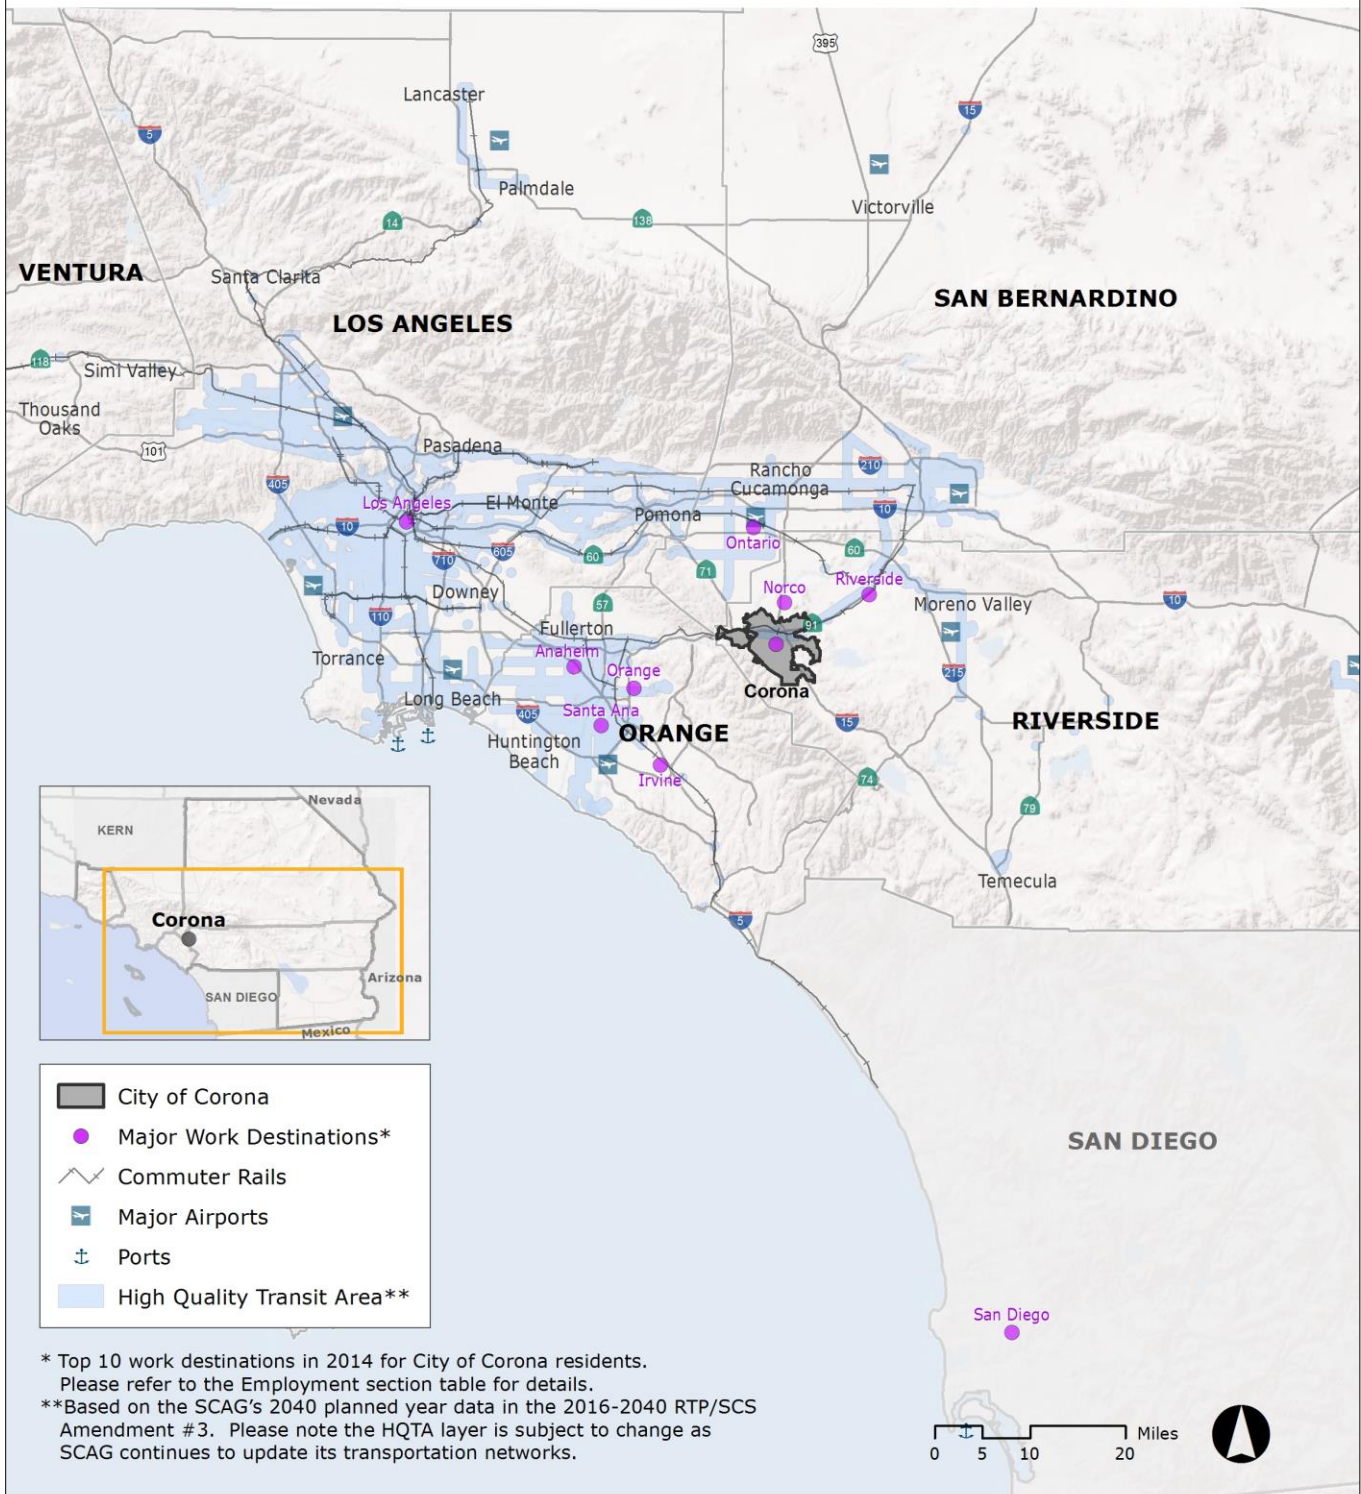 395
Lancaster
15
5
Palmdale
Victorville
14
138
VENTURA
Santa Clarita
SAN BERNARDINO
LOS ANGELES
118
Simi Valley
Thousand
Oaks
101
Pasadena
210
Rancho
Cucamonga
405
Los Angeles
El Monte
10
Pomona
10
Ontario
605
60
60
710
71
Riverside
Norco
Downey
57
Moreno Valley
10
110
91
Fullerton
Anaheim
Torrance
Orange
215
Corona
Long Beach
405
Santa Ana
15
RIVERSIDE
ORANGE
Huntington
Beach
Irvine
74
79
Temecula
5
Nevada
KERN
Corona
Arizona
SAN DIEGO
Mexico
City of Corona
Major Work Destinations*
Commuter Rails
Major Airports
Ports
High Quality Transit Area**
SAN DIEGO
San Diego
* Top 10 work destinations in 2014 for City of Corona residents.
Please refer to the Employment section table for details.
**Based on the SCAG's 2040 planned year data in the 2016-2040 RTP/SCS
Amendment #3. Please note the HQTA layer is subject to change as
SCAG continues to update its transportation networks.
Miles
0 5 10 20